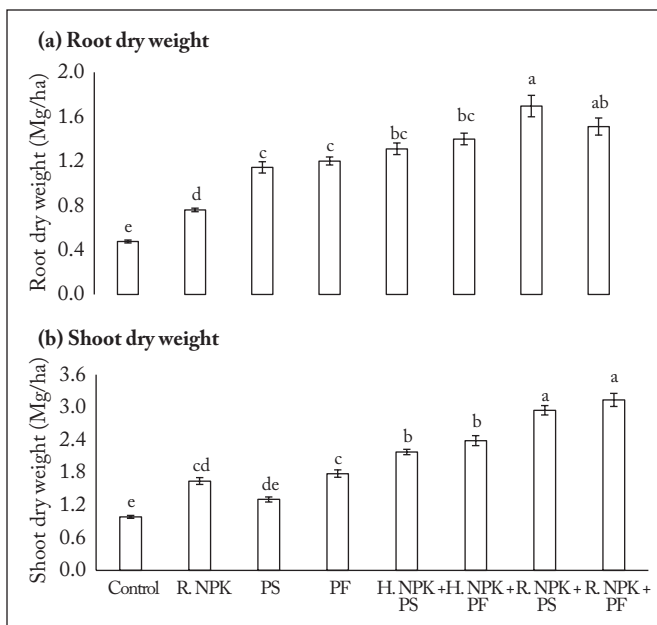 (a) Root dry weight
Root dry weight (Mg/ha)
2.0
1.6
1.2
0.8
0.4
0.0
e
d
c
c
bc
bc
a
ab
(b) Shoot dry weight
Shoot dry weight (Mg/ha)
3.6
3.0
2.4
1.8
1.2
0.6
0.0
e
cd
de
c
b
b
a
a
Control R. NPK PS PF H. NPK + H. NPK + R. NPK + R. NPK +
PS PF PS PF